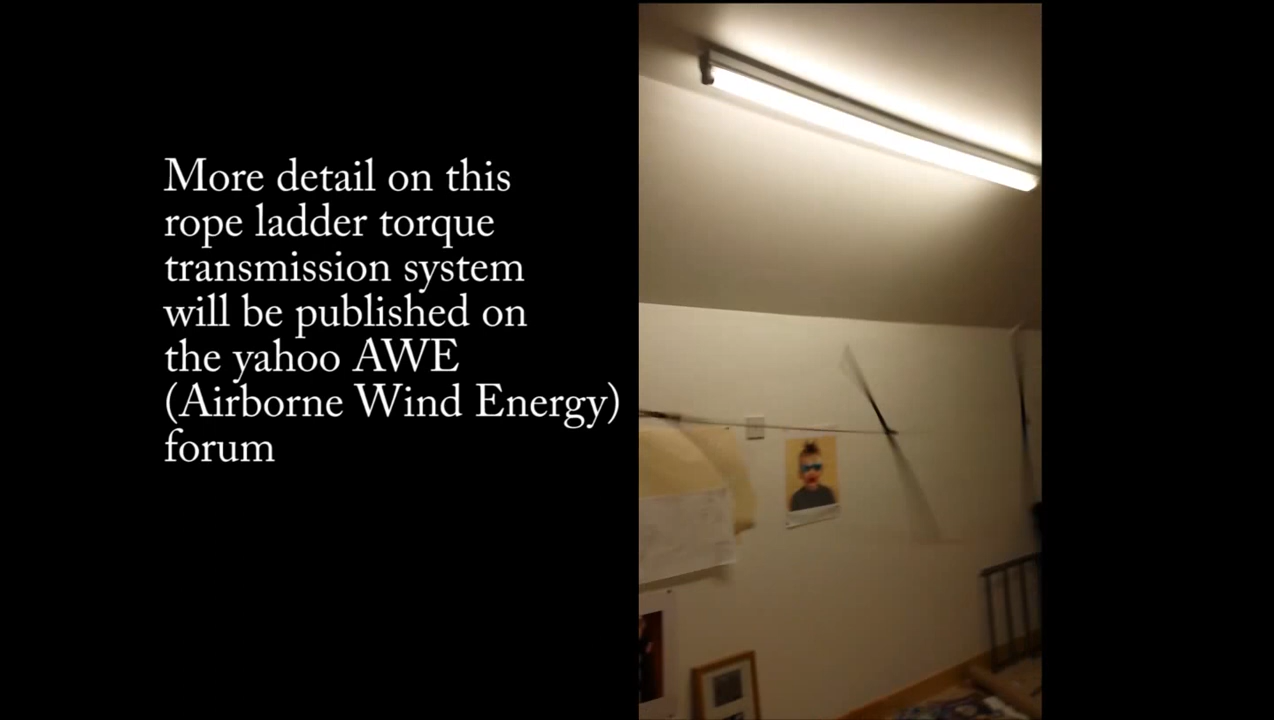 More detail on this
rope ladder torque
transmission system
will be published on
the yahoo AWE
(Airborne Wind Energy)
forum